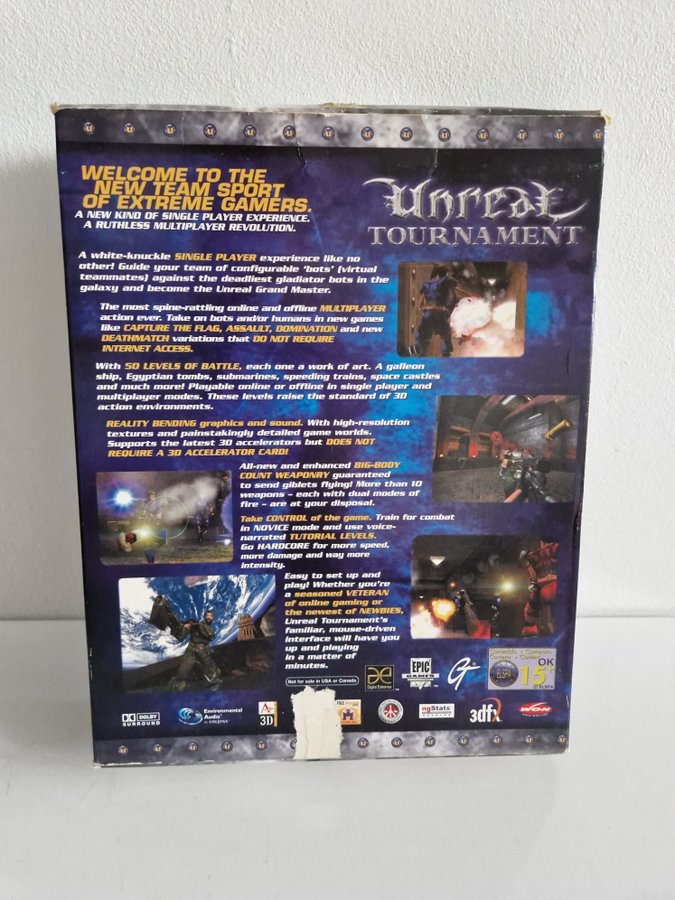 WELCOME TO THE
NEW TEAM SPORT
OF EXTREME GAMERS.
A NEW KIND OF SINGLE PLAYER EXPERIENCE.
A RUTHLESS MULTIPLAYER REVOLUTION.
Unreal
TOURNAMENT
A white-knuckle SINGLE PLAYER experience like no
other! Guide your team of configurable 'bots' (virtual
teammates) against the deadliest gladiator bots in the
galaxy and become the Unreal Grand Master.
The most spine-rattling online and offline MULTIPLAYER
action ever. Take on bots and/or humans in new games
like CAPTURE THE FLAG, ASSAULT, DOMINATION and new
DEATHMATCH variations that DO NOT REQUIRE
INTERNET ACCESS.
With 50 LEVELS OF BATTLE, each one a work of art. A galleon
ship, Egyptian tombs, submarines, speeding trains, space castles
and much more! Playable online or offline in single player and
multiplayer modes. These levels raise the standard of 3D
action environments.
REALITY BENDING graphics and sound. With high-resolution
textures and painstakingly detailed game worlds.
Supports the latest 3D accelerators but DOES NOT
REQUIRE A 3D ACCELERATOR CARD!
All-new and enhanced BIG-BODY
COUNT WEAPONRY guaranteed
to send giblets flying! More than 10
weapons - each with dual modes of
fire - are at your disposal.
Take CONTROL of the game. Train for combat
in NOVICE mode and use voice-
narrated TUTORIAL LEVELS.
Go HARDCORE for more speed,
more damage and way more
intensity.
Easy to set up and
play! Whether you're
a seasoned VETERAN
of online gaming or
the newest of NEWBIES,
Unreal Tournament's
familiar, mouse-driven
interface will have you
up and playing
in a matter of
minutes.
Not for sale in USA or Canada
Digital Extremes
EPIC
GAMES
ELSPA
OK
15
© ELSPA
DOLBY
SURROUND
Environmental
Audio
by CREATIVE
A
3D
FREE
ngStats
3dfx
WON